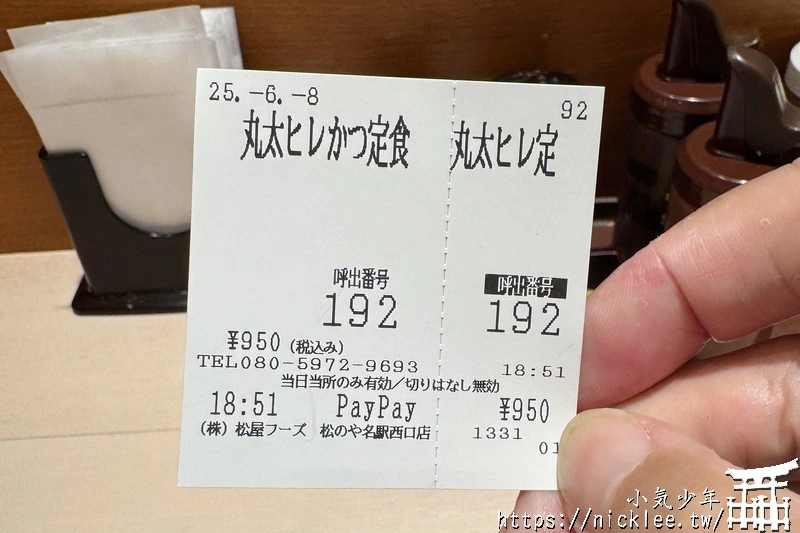 25.-6.-8
92
丸太ヒレかつ定食
丸太ヒレ定
呼出番号
呼出番号
192
192
¥950(税込み)
TEL080-5972-9693
18:51
当日当所のみ有効/切りはなし無効
18:51 PayPay
¥950
(株)松屋フーズ 松のや名駅西口店
1331
01
小氣少年
https://nicklee.tw/